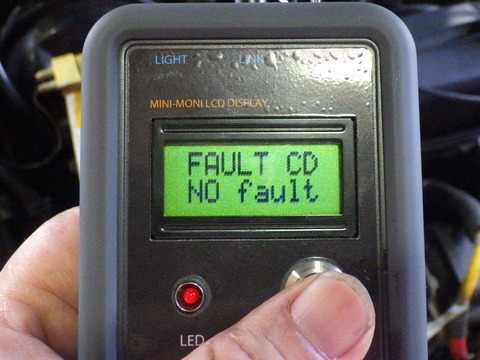 LIGHT LINK
MINI-MONI LCD DISPLAY
FAULT CD
NO fault
LED